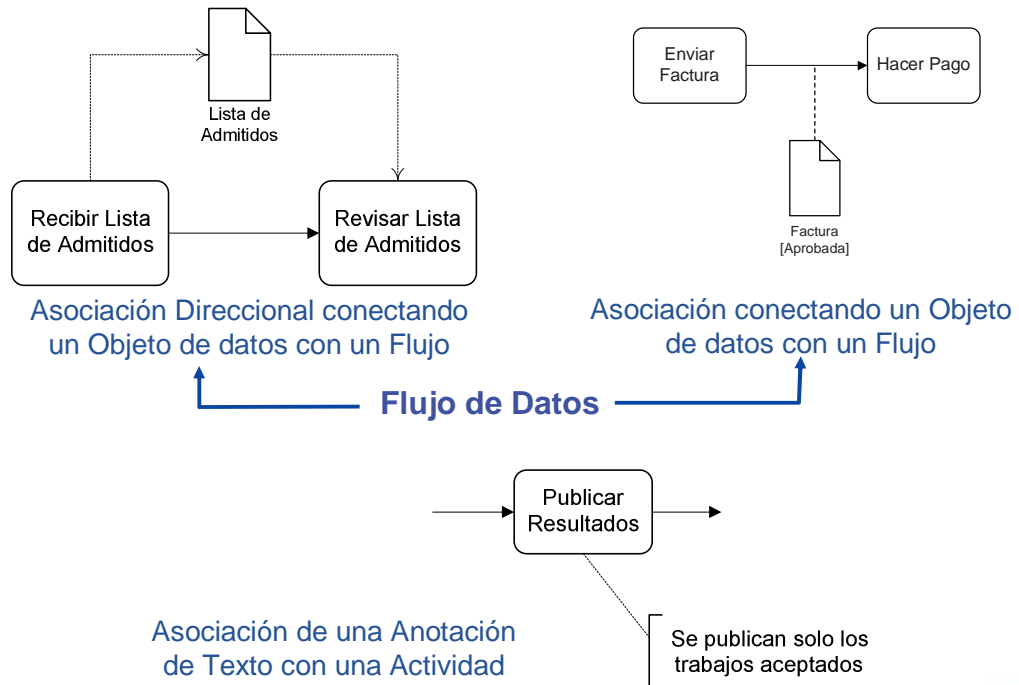 Lista de
Admitidos
Recibir Lista
de Admitidos
Revisar Lista
de Admitidos
Asociación Direccional conectando
un Objeto de datos con un Flujo
Enviar
Factura
Hacer Pago
Factura
[Aprobada]
Asociación conectando un Objeto
de datos con un Flujo
Flujo de Datos
Publicar
Resultados
Asociación de una Anotación
de Texto con una Actividad
Se publican solo los
trabajos aceptados